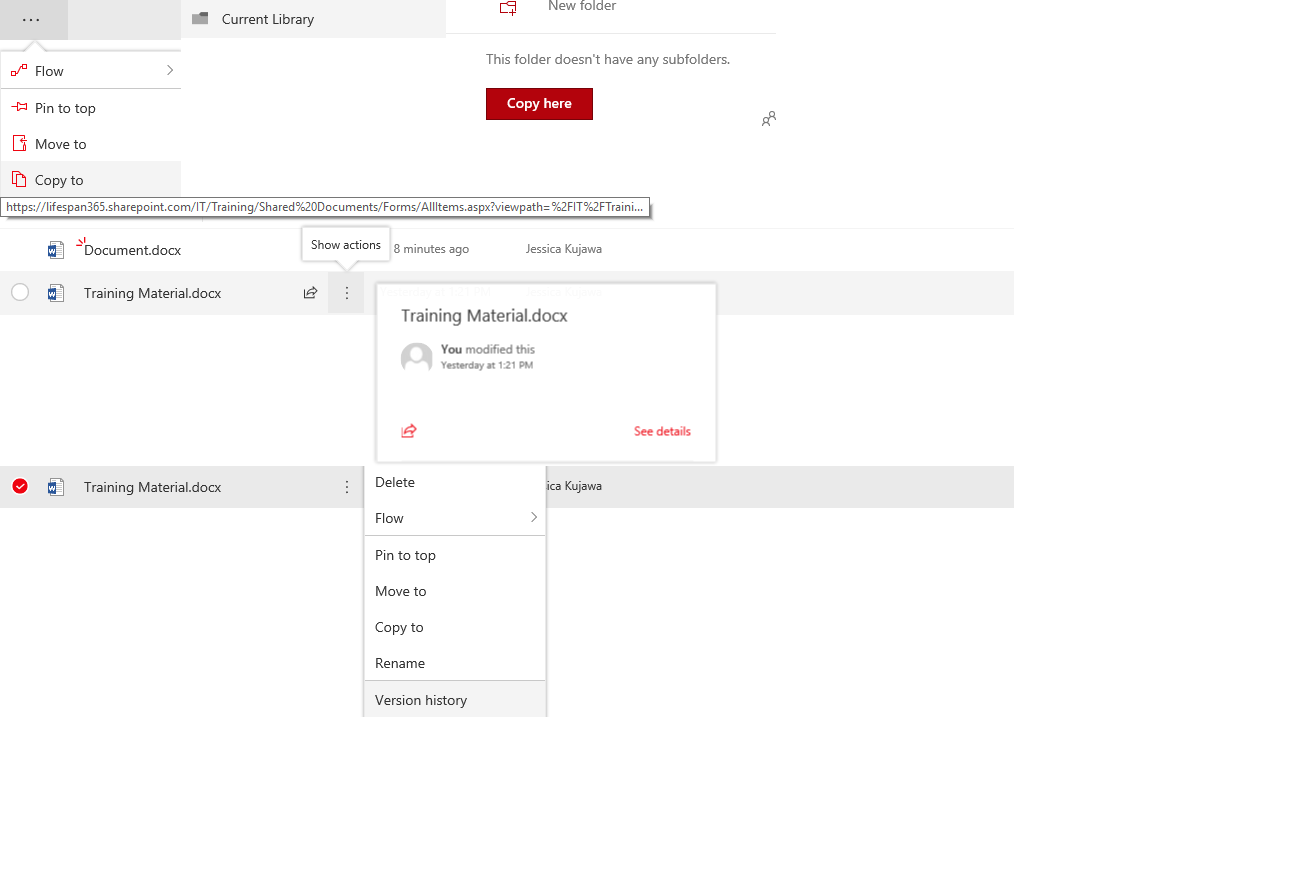 ...
Current Library
New folder
Flow
This folder doesn't have any subfolders.
Pin to top
Copy here
Move to
Copy to
https://lifespan365.sharepoint.com/IT/Training/Shared%20Documents/Forms/AllItems.aspx?viewpath=%2FIT%2FTraini...
Document.docx
Show actions
8 minutes ago
Jessica Kujawa
Training Material.docx
Training Material.docx
You modified this
Yesterday at 1:21 PM
See details
Training Material.docx
ica Kujawa
Delete
Flow
Pin to top
Move to
Copy to
Rename
Version history